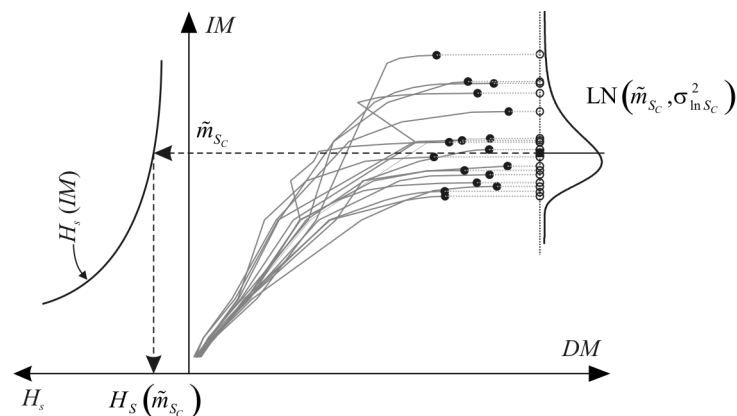 IM
LN(m̃_{S_C}, σ²_{ln S_C})
m̃_{S_C}
H_s(IM)
DM
H_s
H_S(m̃_{S_C})